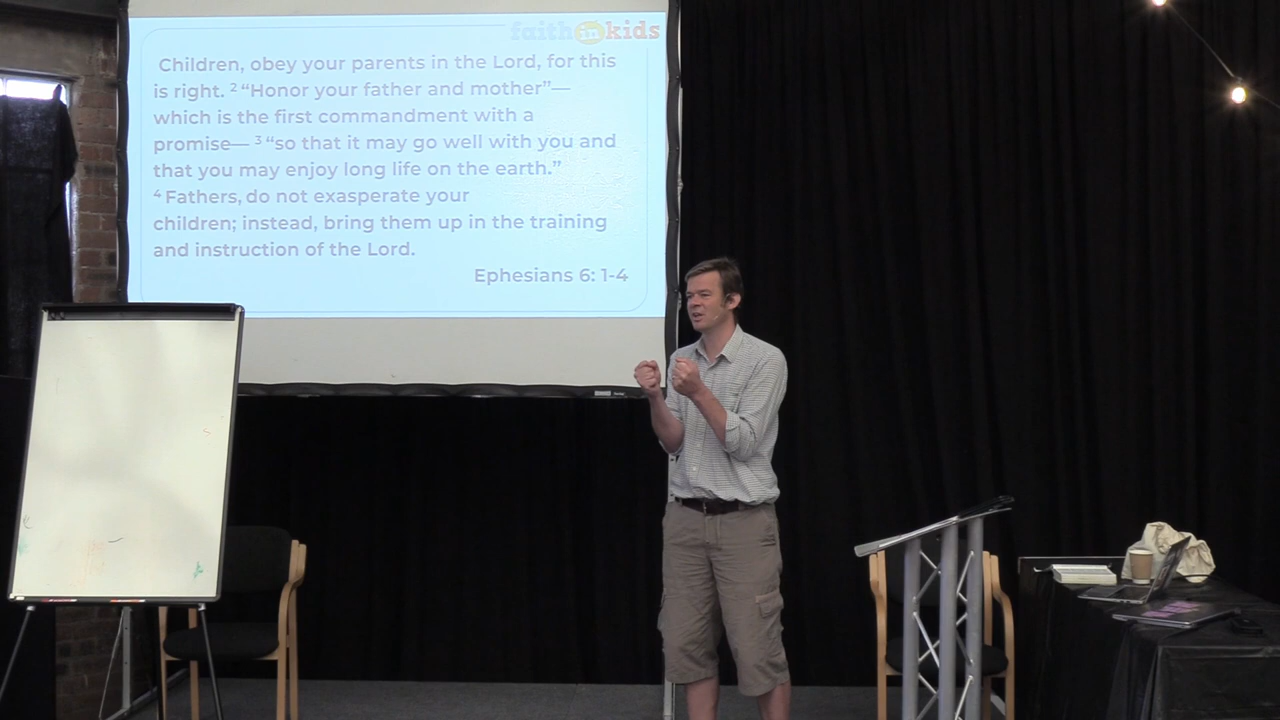 faith in kids
Children, obey your parents in the Lord, for this
is right. ² “Honor your father and mother”—
which is the first commandment with a
promise— ³ “so that it may go well with you and
that you may enjoy long life on the earth.”
⁴ Fathers, do not exasperate your
children; instead, bring them up in the training
and instruction of the Lord.
Ephesians 6: 1-4